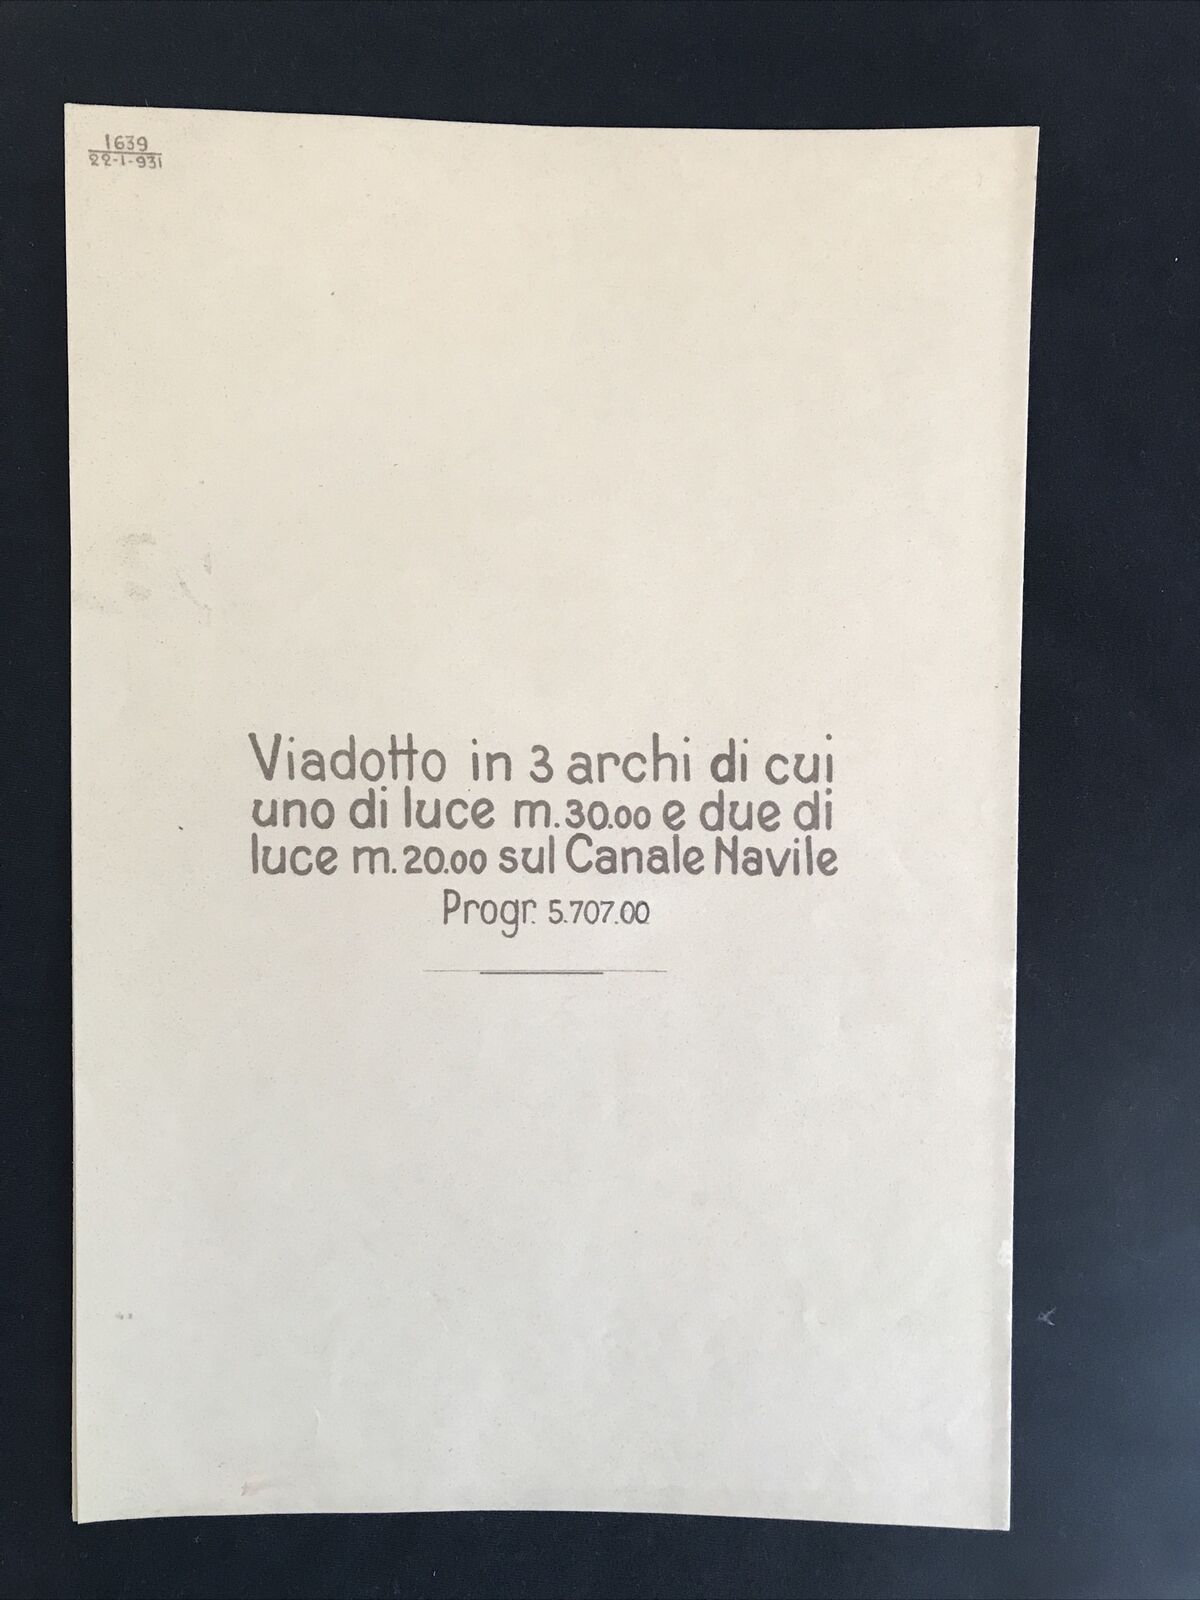 1639
22-1-931
Viadotto in 3 archi di cui
uno di luce m.30.00 e due di
luce m.20.00 sul Canale Navile
Progr. 5.707.00